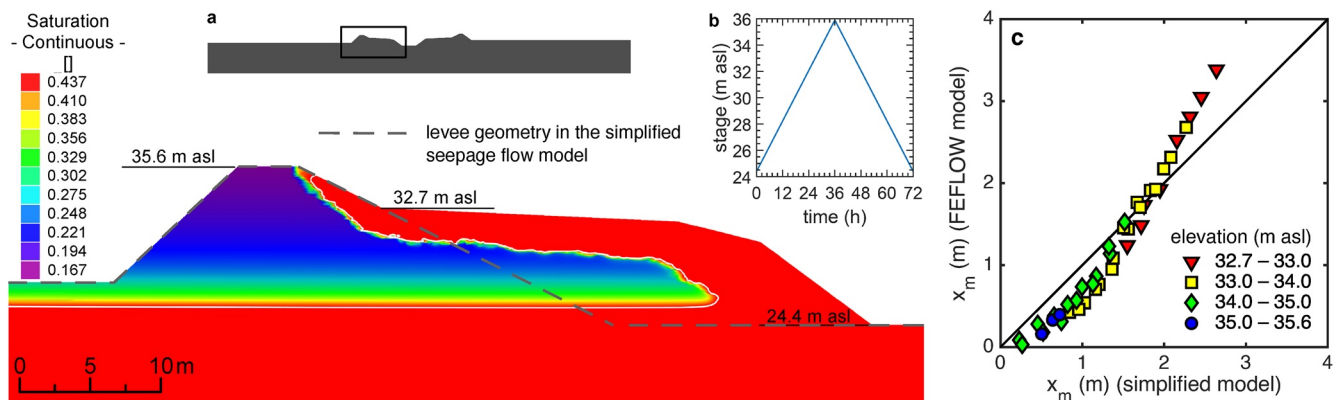 Saturation
- Continuous -
[]
0.437
0.410
0.383
0.356
0.329
0.302
0.275
0.248
0.221
0.194
0.167
a
levee geometry in the simplified
seepage flow model
35.6 m asl
32.7 m asl
24.4 m asl
0 5 10 m
b
36
34
32
30
28
26
24
stage (m asl)
0 12 24 36 48 60 72
time (h)
c
4
3
2
1
0
xm (m) (FEFLOW model)
elevation (m asl)
32.7 – 33.0
33.0 – 34.0
34.0 – 35.0
35.0 – 35.6
0 1 2 3 4
xm (m) (simplified model)